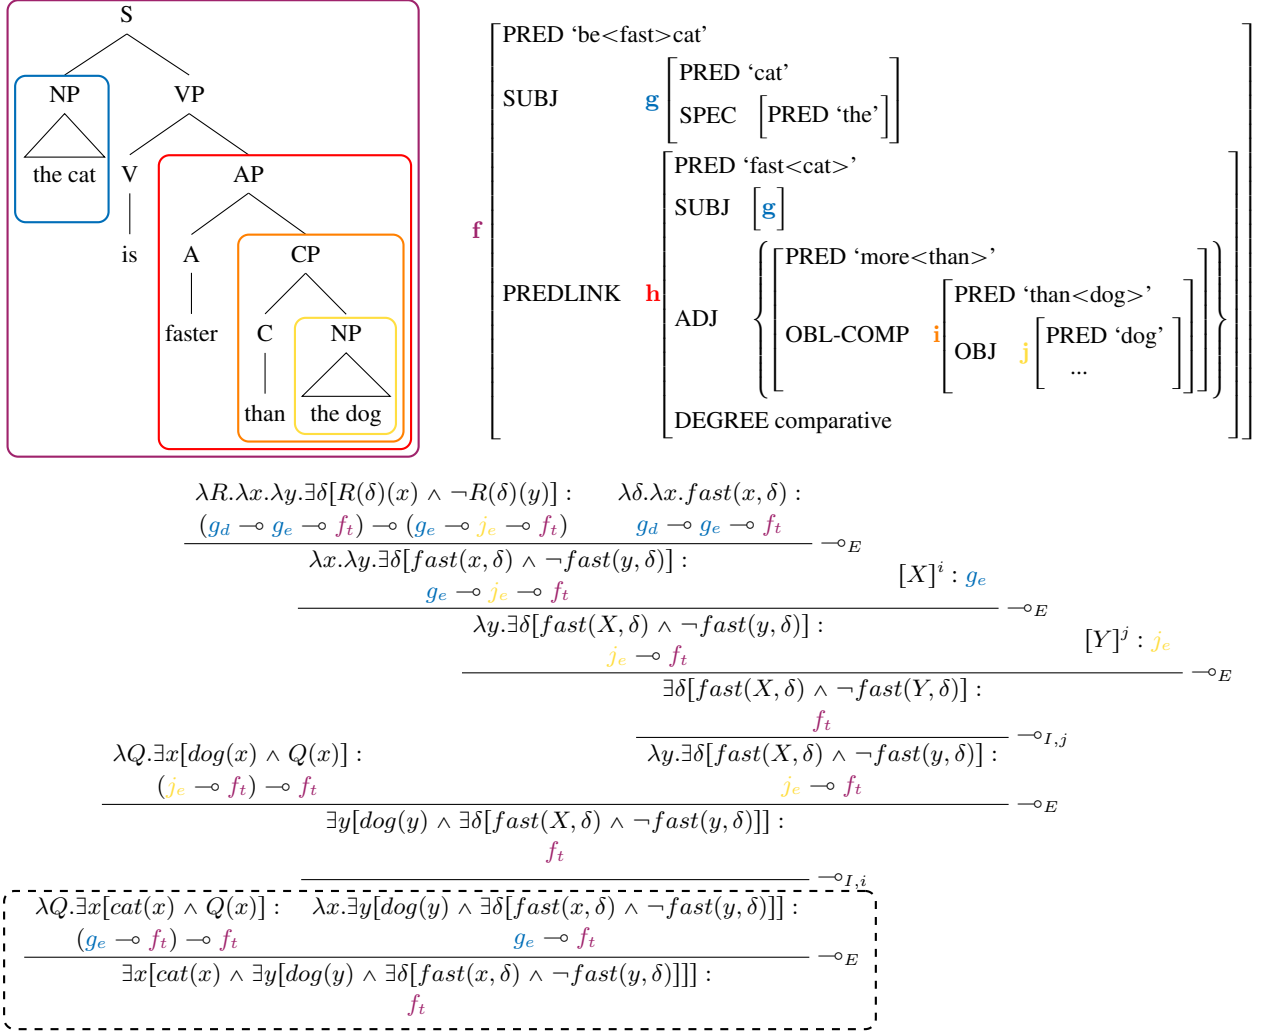 S
NP VP
the cat V AP
is A CP
faster C NP
than the dog
f
PRED ‘be<fast>cat’
SUBJ g PRED ‘cat’
SPEC [PRED ‘the’]
PREDLINK h PRED ‘fast<cat>’
SUBJ [g]
ADJ PRED ‘more<than>’
OBL-COMP i PRED ‘than<dog>’
OBJ j PRED ‘dog’
...
DEGREE comparative
λR.λx.λy.∃δ[R(δ)(x) ∧ ¬R(δ)(y)] : λδ.λx.fast(x, δ) :
(g_d ⊸ g_e ⊸ f_t) ⊸ (g_e ⊸ j_e ⊸ f_t) g_d ⊸ g_e ⊸ f_t
⊸_E
λx.λy.∃δ[fast(x, δ) ∧ ¬fast(y, δ)] :
g_e ⊸ j_e ⊸ f_t [X]^i : g_e
⊸_E
λy.∃δ[fast(X, δ) ∧ ¬fast(y, δ)] :
j_e ⊸ f_t [Y]^j : j_e
⊸_E
∃δ[fast(X, δ) ∧ ¬fast(Y, δ)] :
f_t
⊸_I,j
λQ.∃x[dog(x) ∧ Q(x)] : λy.∃δ[fast(X, δ) ∧ ¬fast(y, δ)] :
(j_e ⊸ f_t) ⊸ f_t j_e ⊸ f_t
⊸_E
∃y[dog(y) ∧ ∃δ[fast(X, δ) ∧ ¬fast(y, δ)]] :
f_t
⊸_I,i
λQ.∃x[cat(x) ∧ Q(x)] : λx.∃y[dog(y) ∧ ∃δ[fast(x, δ) ∧ ¬fast(y, δ)]] :
(g_e ⊸ f_t) ⊸ f_t g_e ⊸ f_t
⊸_E
∃x[cat(x) ∧ ∃y[dog(y) ∧ ∃δ[fast(x, δ) ∧ ¬fast(y, δ)]]] :
f_t